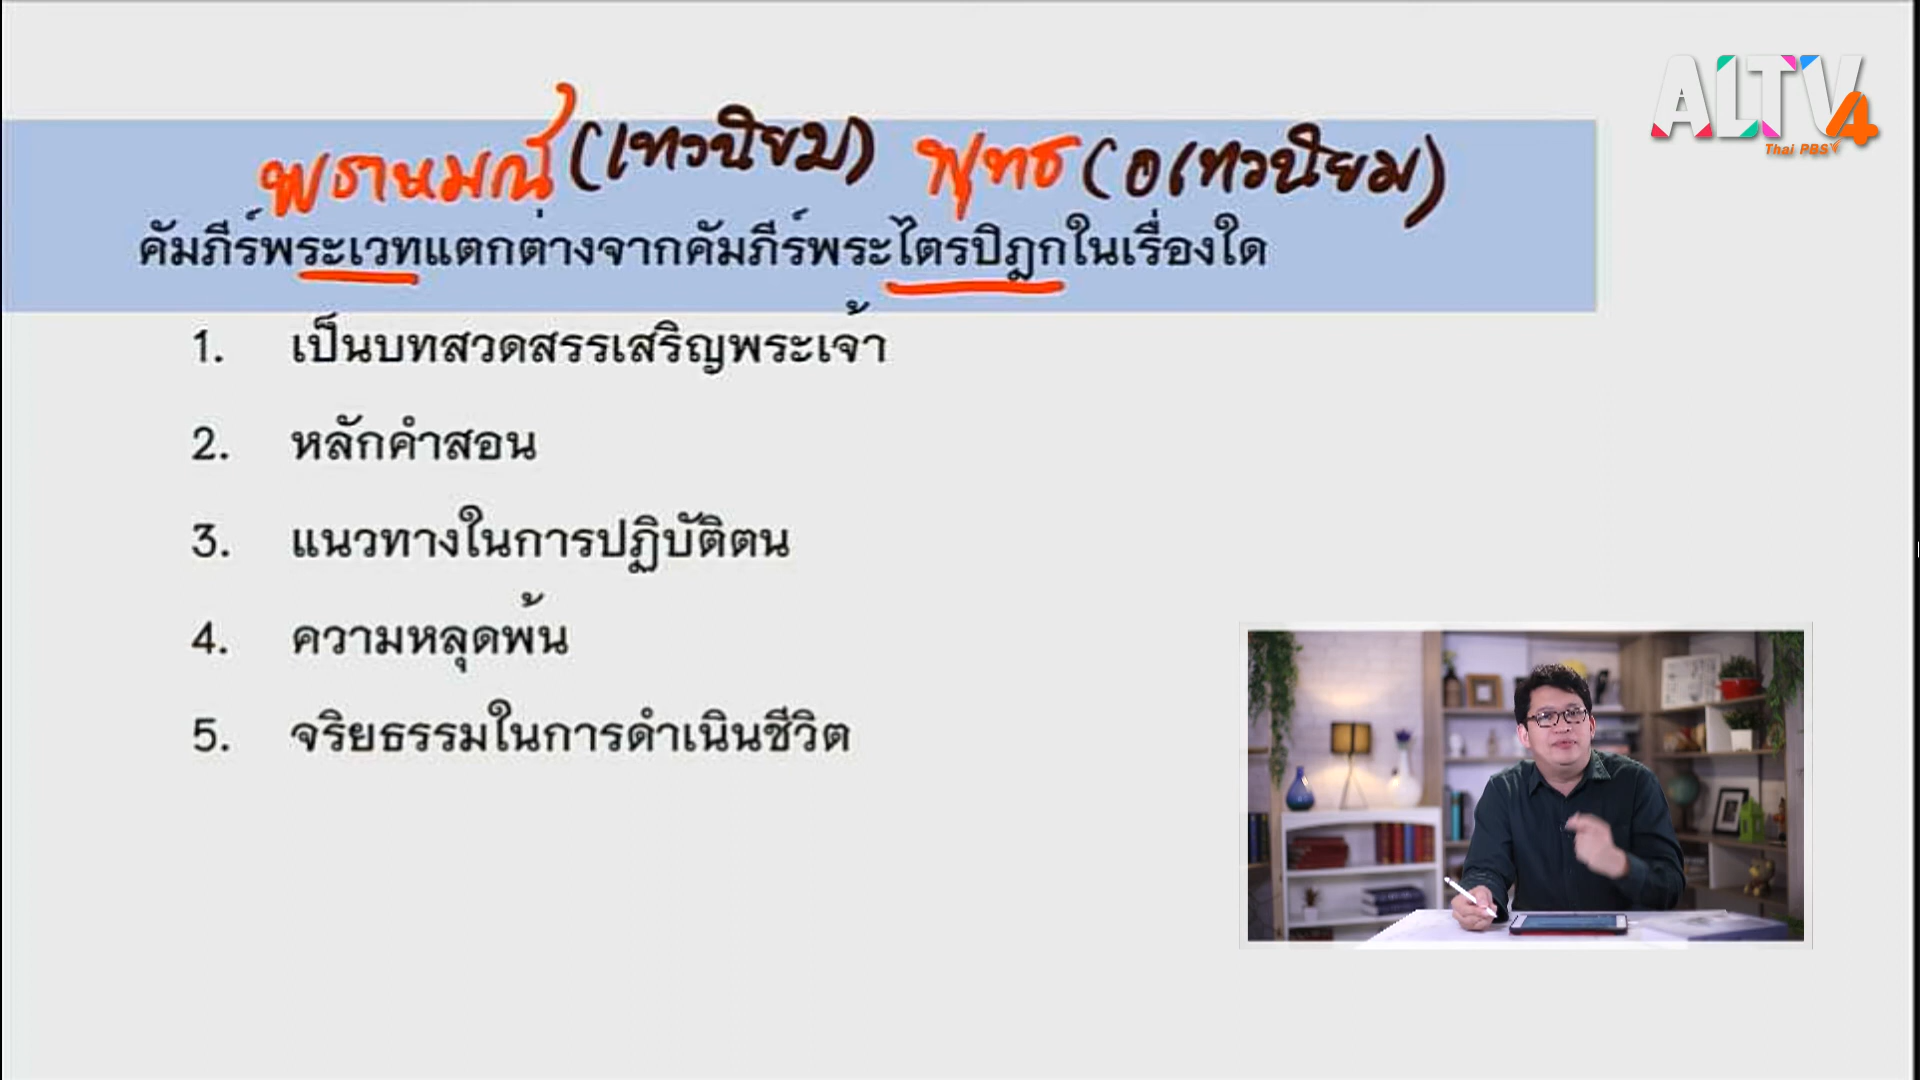 ALTV4
Thai PBS
พราหมณ์ (เทวนิยม) พุทธ (อเทวนิยม)
คัมภีร์พระเวทแตกต่างจากคัมภีร์พระไตรปิฎกในเรื่องใด
1. เป็นบทสวดสรรเสริญพระเจ้า
2. หลักคำสอน
3. แนวทางในการปฏิบัติตน
4. ความหลุดพ้น
5. จริยธรรมในการดำเนินชีวิต